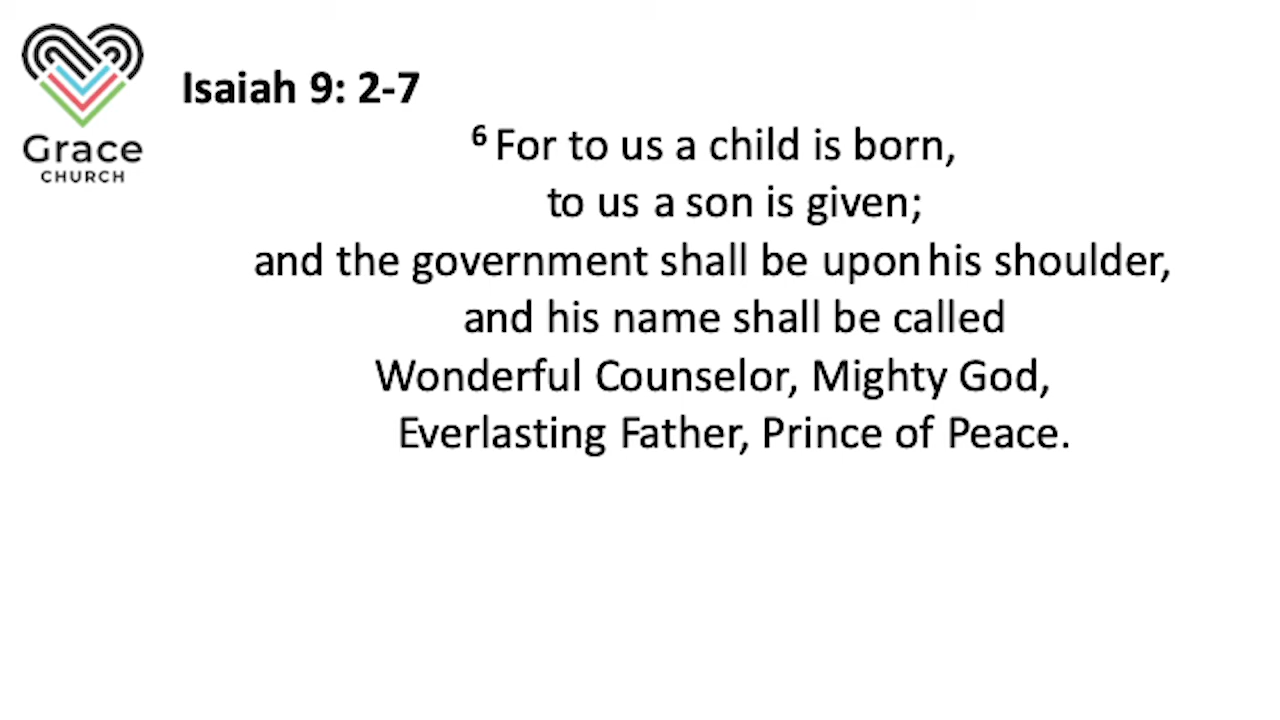 Grace
CHURCH
Isaiah 9: 2-7
6 For to us a child is born,
to us a son is given;
and the government shall be upon his shoulder,
and his name shall be called
Wonderful Counselor, Mighty God,
Everlasting Father, Prince of Peace.